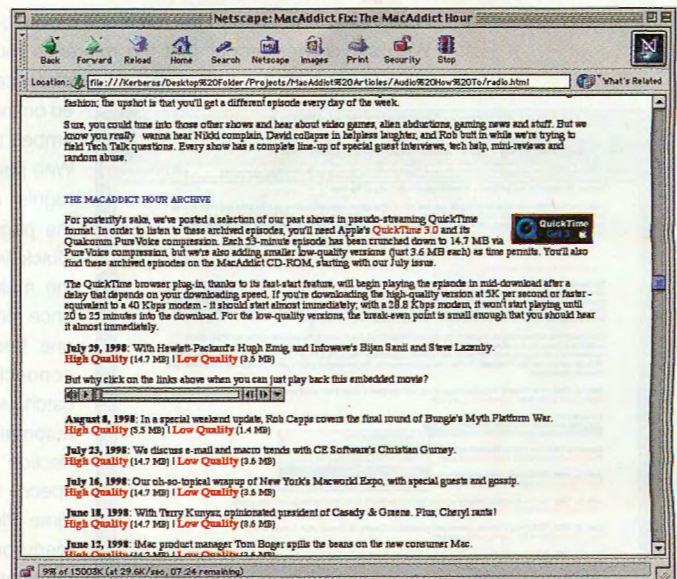 Netscape: MacAddict Fix: The MacAddict Hour
Back Forward Reload Home Search Netscape Images Print Security Stop
Location: file:///Kerberos/Desktop%20Folder/Projects/MacAddict%20Articles/Audio%20How%20To/radio.html What's Related
fashion; the upshot is that you'll get a different episode every day of the week.
Sure, you could tune into those other shows and hear about video games, alien abductions, gaming news and stuff. But we
know you really wanna hear Nikki complain, David collapse in helpless laughter, and Rob butt in while we're trying to
field Tech Talk questions. Every show has a complete line-up of special guest interviews, tech help, mini-reviews and
random abuse.
THE MACADDICT HOUR ARCHIVE
For posterity's sake, we've posted a selection of our past shows in pseudo-streaming QuickTime
format. In order to listen to these archived episodes, you'll need Apple's QuickTime 3.0 and its
Qualcomm PureVoice compression. Each 53-minute episode has been crunched down to 14.7 MB via
PureVoice compression, but we're also adding smaller low-quality versions (just 3.6 MB each) as time permits. You'll also
find these archived episodes on the MacAddict CD-ROM, starting with our July issue.
QuickTime
The QuickTime browser plug-in, thanks to its fast-start feature, will begin playing the episode in mid-download after a
delay that depends on your downloading speed. If you're downloading the high-quality version at 5K per second or faster -
equivalent to a 40 Kbps modem - it should start almost immediately; with a 28.8 Kbps modem, it won't start playing until
20 to 25 minutes into the download. For the low-quality versions, the break-even point is small enough that you should hear
it almost immediately.
July 29, 1998: With Hewlett-Packard's Hugh Emig, and Infowave's Bijan Sanii and Steve Lazenby.
High Quality (14.7 MB) | Low Quality (3.6 MB)
But why click on the links above when you can just play back this embedded movie?
August 8, 1998: In a special weekend update, Rob Capps covers the final round of Bungie's Myth Platform War.
High Quality (5.5 MB) | Low Quality (1.4 MB)
July 23, 1998: We discuss e-mail and macro trends with CE Software's Christian Gurney.
High Quality (14.7 MB) | Low Quality (3.6 MB)
July 16, 1998: Our oh-so-topical wrapup of New York's Macworld Expo, with special guests and gossip.
High Quality (14.7 MB) | Low Quality (3.6 MB)
June 18, 1998: With Terry Kunysz, opinionated president of Casady & Greene. Plus, Cheryl rants!
High Quality (14.7 MB) | Low Quality (3.6 MB)
June 12, 1998: iMac product manager Tom Boger spills the beans on the new consumer Mac.
High Quality (14.7 MB) | Low Quality (3.6 MB)
9% of 15003K (at 29.6K/sec, 07:24 remaining)